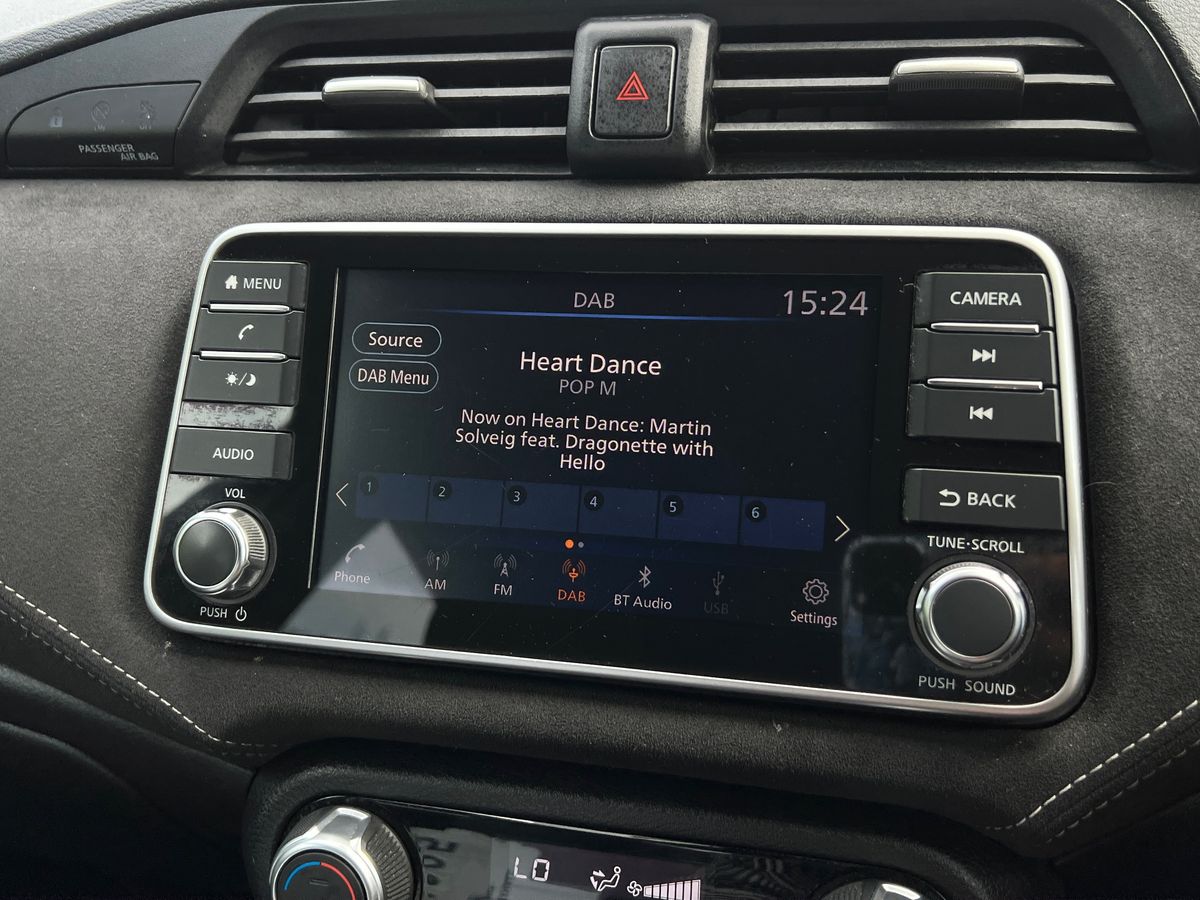 PASSENGER
AIR BAG
MENU
AUDIO
VOL
PUSH
DAB
15:24
Source
DAB Menu
Heart Dance
POP M
Now on Heart Dance: Martin
Solveig feat. Dragonette with
Hello
1 2 3 4 5 6
Phone
AM
FM
DAB
BT Audio
USB
Settings
CAMERA
BACK
TUNE·SCROLL
PUSH SOUND
LO